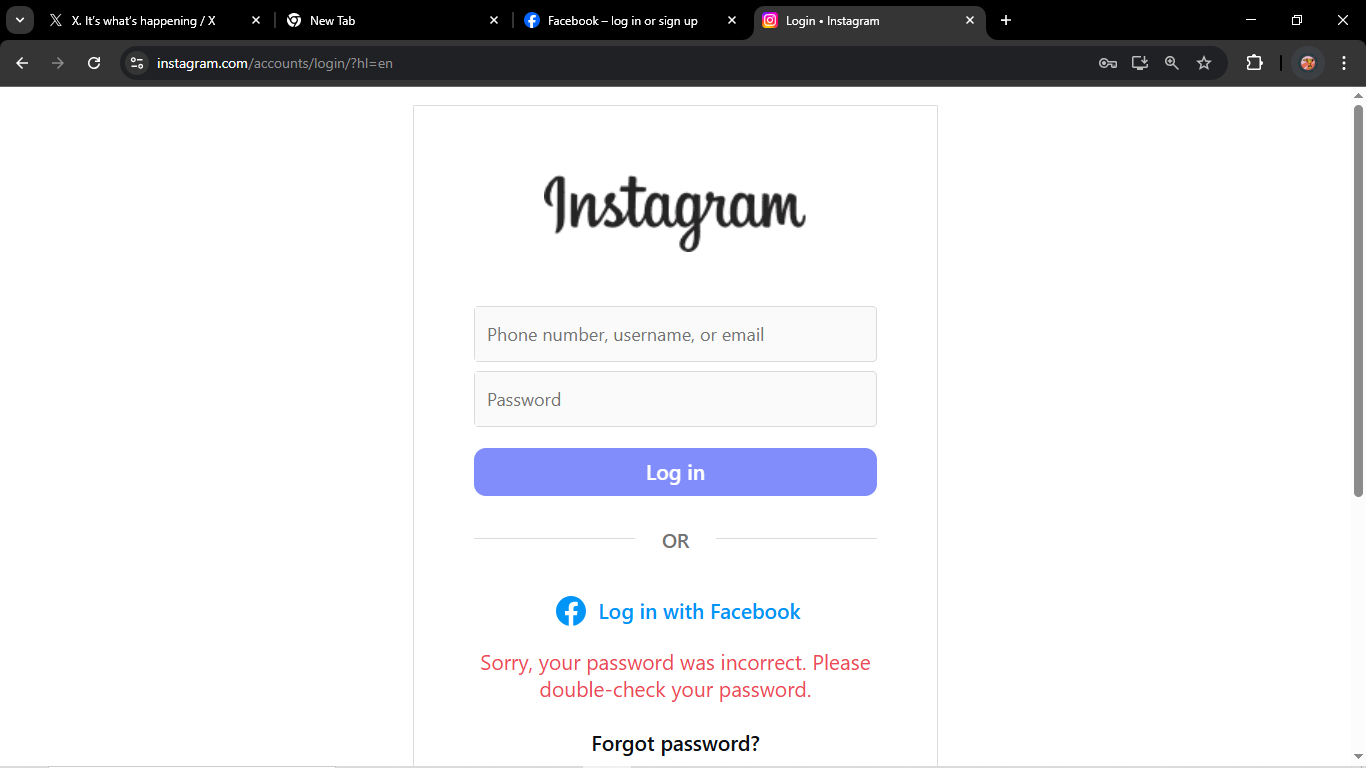 X. It's what's happening / X
New Tab
Facebook – log in or sign up
Login • Instagram
instagram.com/accounts/login/?hl=en
Instagram
Phone number, username, or email
Password
Log in
OR
Log in with Facebook
Sorry, your password was incorrect. Please
double-check your password.
Forgot password?